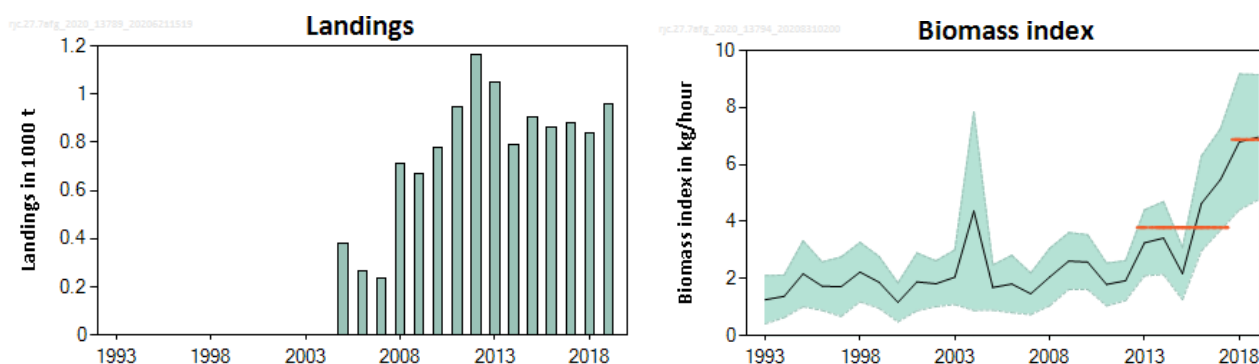 rjc.27.7afg_2020_13789_20206211519
Landings
Landings in 1000 t
1.2
1
0.8
0.6
0.4
0.2
0
1993 1998 2003 2008 2013 2018
rjc.27.7afg_2020_13794_20208310200
Biomass index
Biomass index in kg/hour
10
8
6
4
2
0
1993 1998 2003 2008 2013 2018